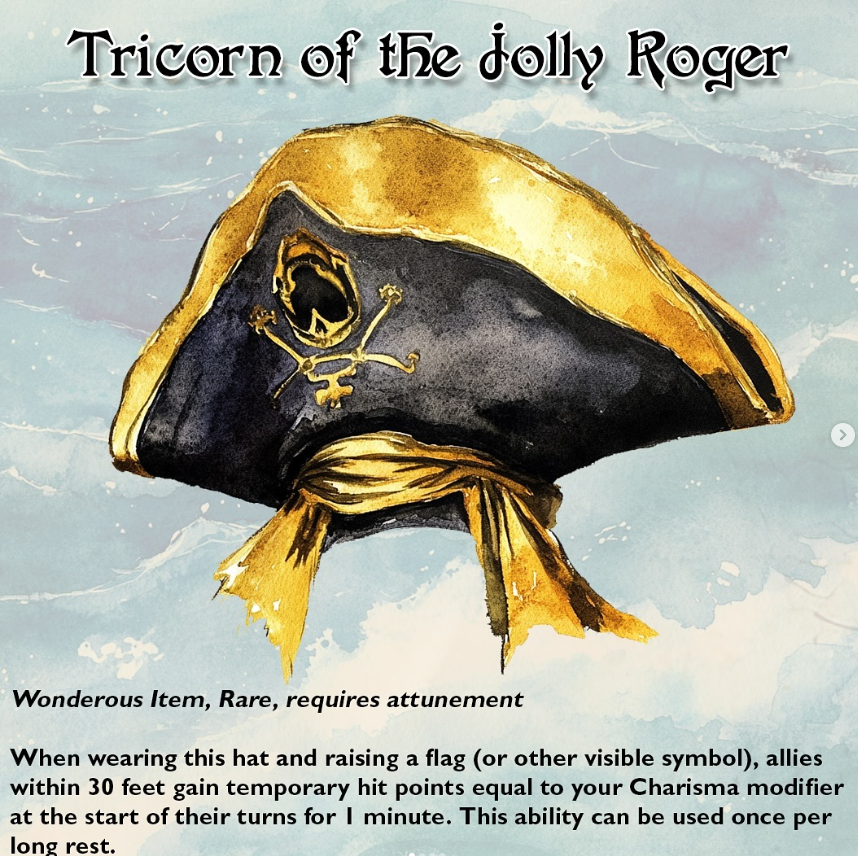 Tricorn of the Jolly Roger
Wonderous Item, Rare, requires attunement
When wearing this hat and raising a flag (or other visible symbol), allies
within 30 feet gain temporary hit points equal to your Charisma modifier
at the start of their turns for 1 minute. This ability can be used once per
long rest.